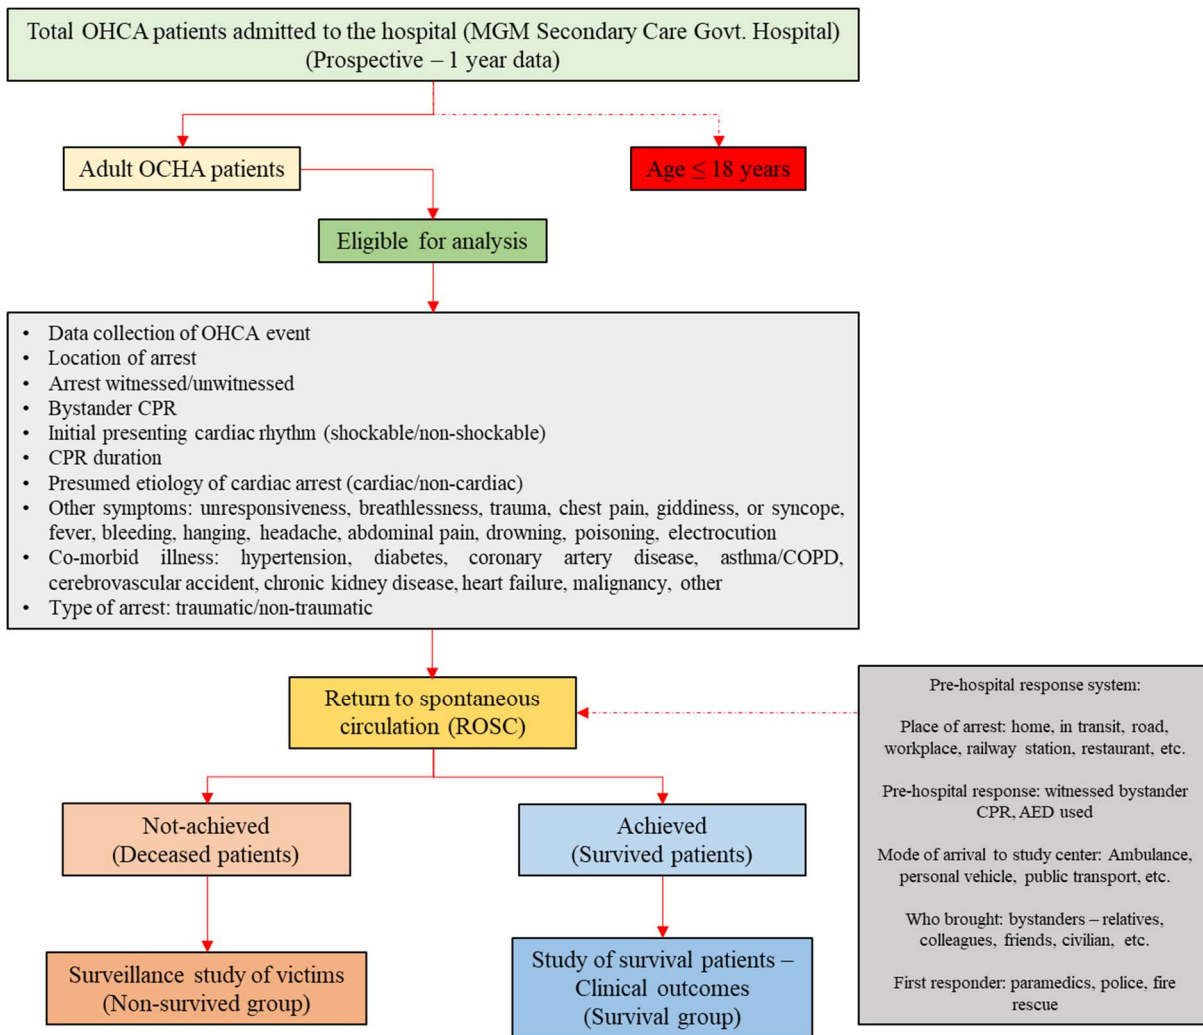 Total OHCA patients admitted to the hospital (MGM Secondary Care Govt. Hospital)
(Prospective – 1 year data)
Adult OCHA patients
Age ≤ 18 years
Eligible for analysis
• Data collection of OHCA event
• Location of arrest
• Arrest witnessed/unwitnessed
• Bystander CPR
• Initial presenting cardiac rhythm (shockable/non-shockable)
• CPR duration
• Presumed etiology of cardiac arrest (cardiac/non-cardiac)
• Other symptoms: unresponsiveness, breathlessness, trauma, chest pain, giddiness, or syncope,
fever, bleeding, hanging, headache, abdominal pain, drowning, poisoning, electrocution
• Co-morbid illness: hypertension, diabetes, coronary artery disease, asthma/COPD,
cerebrovascular accident, chronic kidney disease, heart failure, malignancy, other
• Type of arrest: traumatic/non-traumatic
Return to spontaneous
circulation (ROSC)
Not-achieved
(Deceased patients)
Achieved
(Survived patients)
Surveillance study of victims
(Non-survived group)
Study of survival patients –
Clinical outcomes
(Survival group)
Pre-hospital response system:
Place of arrest: home, in transit, road,
workplace, railway station, restaurant, etc.
Pre-hospital response: witnessed bystander
CPR, AED used
Mode of arrival to study center: Ambulance,
personal vehicle, public transport, etc.
Who brought: bystanders – relatives,
colleagues, friends, civilian, etc.
First responder: paramedics, police, fire
rescue